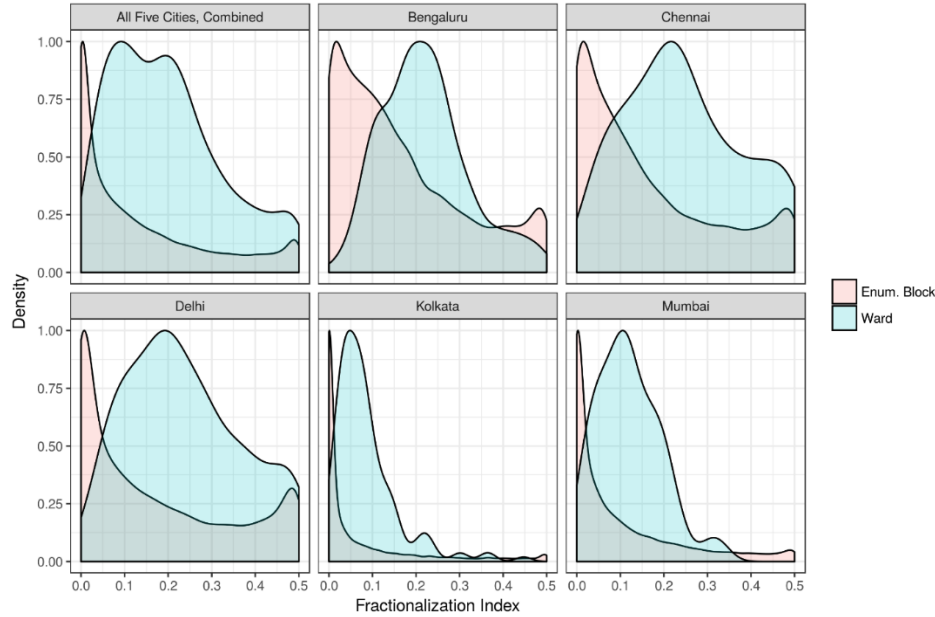 All Five Cities, Combined
Bengaluru
Chennai
1.00
0.75
0.50
0.25
0.00
Delhi
Kolkata
Mumbai
1.00
0.75
0.50
0.25
0.00
0.0 0.1 0.2 0.3 0.4 0.5
0.0 0.1 0.2 0.3 0.4 0.5
0.0 0.1 0.2 0.3 0.4 0.5
Density
Fractionalization Index
Enum. Block
Ward